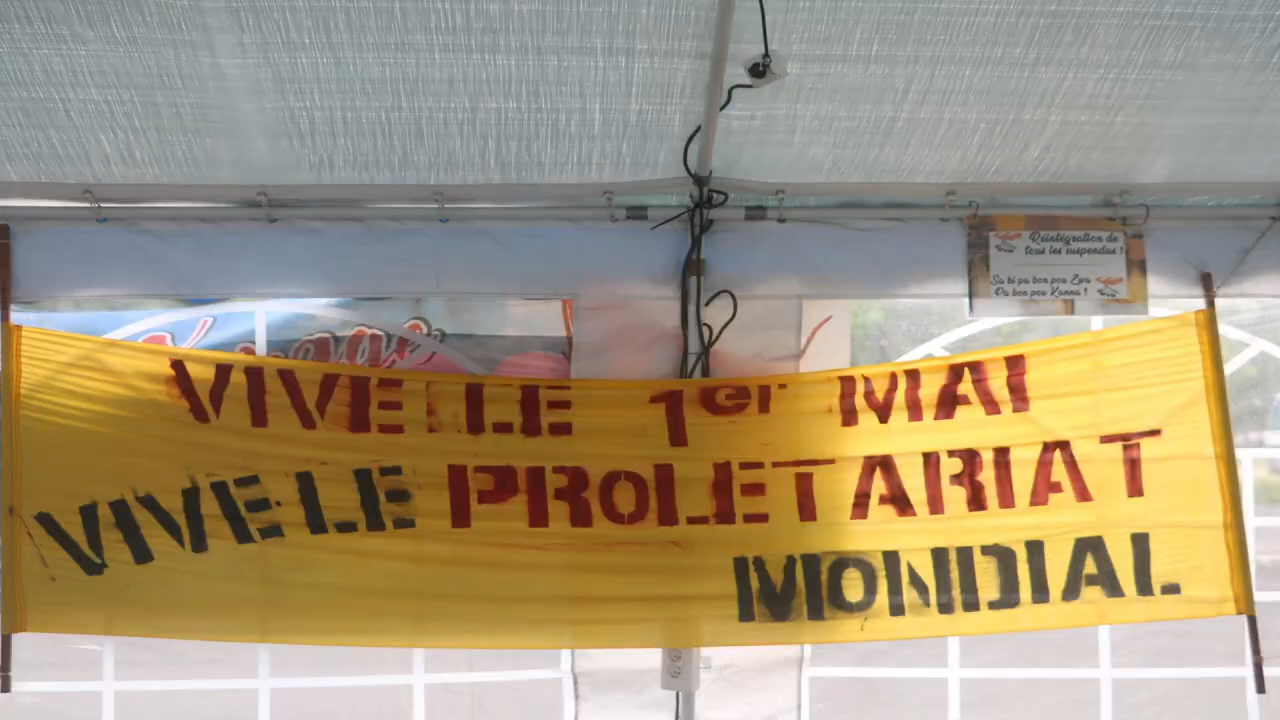 Réintégration de
tous les suspendus !
Sa ki pa bon pou Zwa
Pa bon pou Kanna !
VIVE LE 1er MAI
VIVE LE PROLETARIAT
MONDIAL